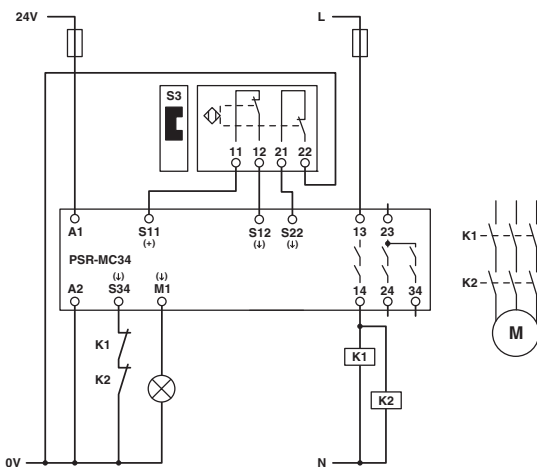 24V
L
S3
11 12 21 22
A1 S11 S12 S22 13 23
(+) (↓) (↓)
PSR-MC34
(↓) (↓)
A2 S34 M1 14 24 34
K1
K2
M
K1
K2
K1
K2
0V
N